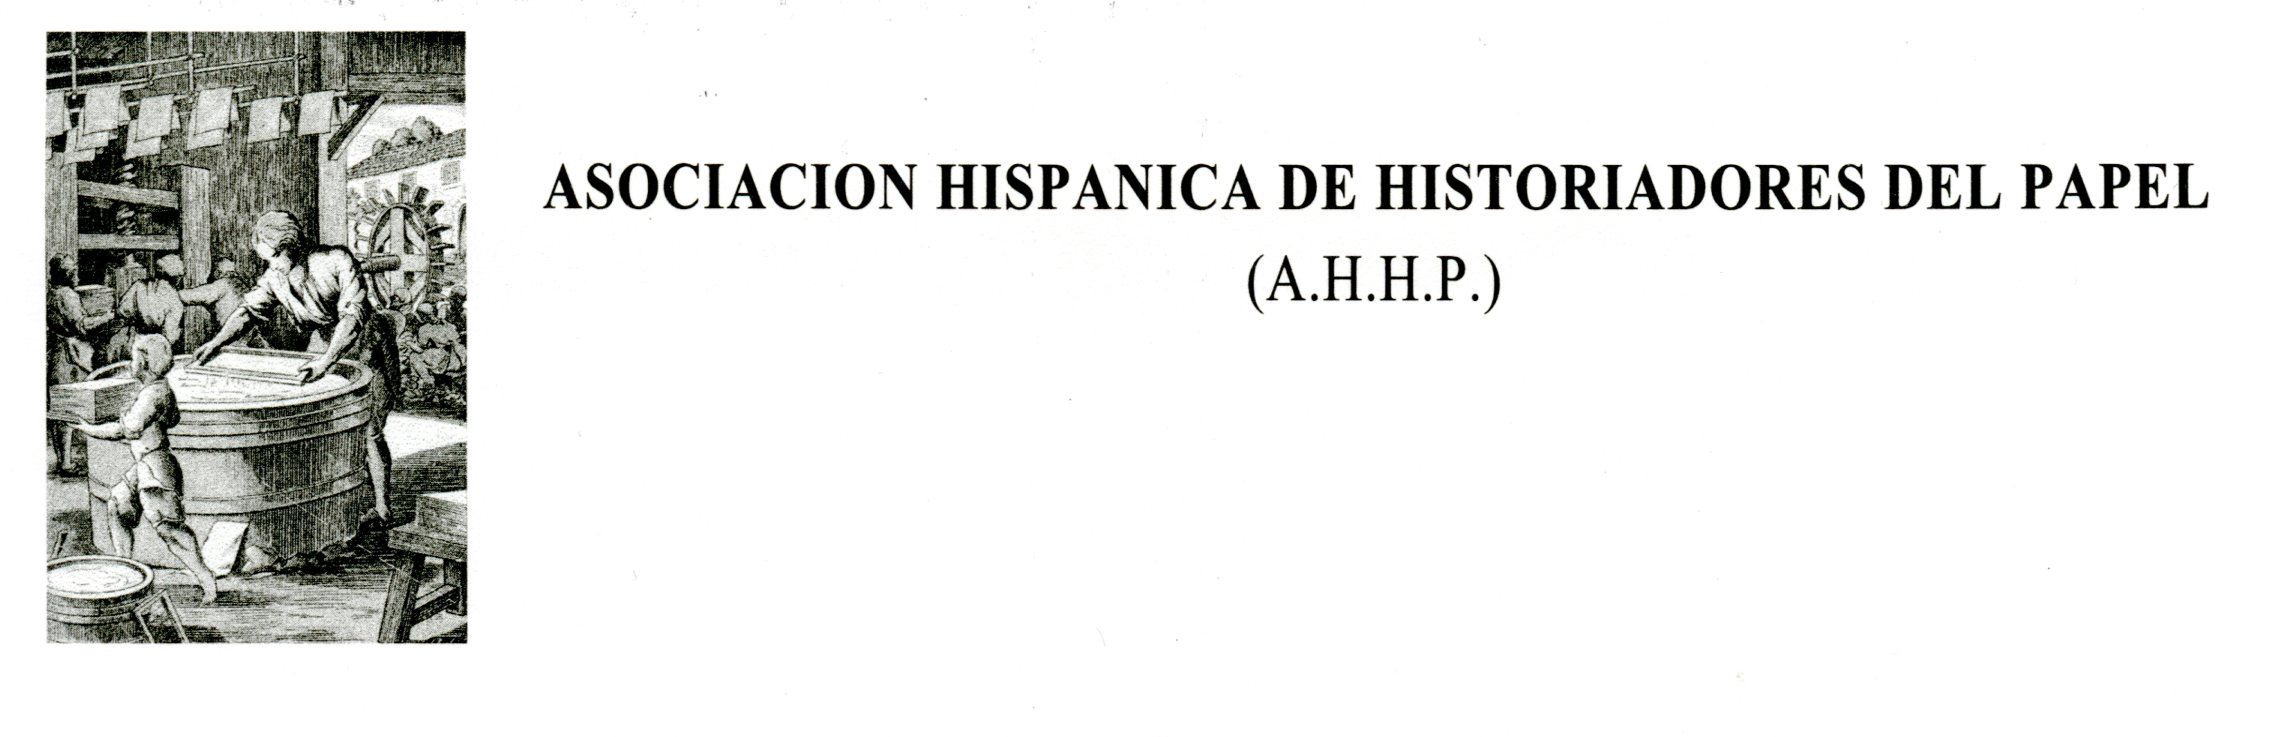 ASOCIACION HISPANICA DE HISTORIADORES DEL PAPEL
(A.H.H.P.)